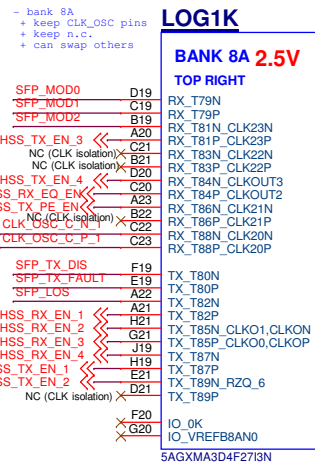 - bank 8A
+ keep CLK_OSC pins
+ keep n.c.
+ can swap others
LOG1K
BANK 8A 2.5V
TOP RIGHT
SFP_MOD0 D19 RX_T79N
SFP_MOD1 C19 RX_T79P
SFP_MOD2 B19 RX_T81N_CLK23N
HSS_TX_EN_3 A20 RX_T81P_CLK23P
NC (CLK isolation) C21 RX_T83N_CLK22N
NC (CLK isolation) B21 RX_T83P_CLK22P
HSS_TX_EN_4 D20 RX_T84N_CLKOUT3
SS_RX_EQ_EN C20 RX_T84P_CLKOUT2
SS_TX_PE_EN A23 RX_T86N_CLK21N
NC (CLK isolation) B22 RX_T86P_CLK21P
CLK_OSC_C_N_1 C22 RX_T88N_CLK20N
CLK_OSC_C_P_1 C23 RX_T88P_CLK20P
SFP_TX_DIS F19 TX_T80N
SFP_TX_FAULT E19 TX_T80P
SFP_LOS A22 TX_T82N
HSS_RX_EN_1 A21 TX_T82P
HSS_RX_EN_2 H21 TX_T85N_CLKO1,CLKON
HSS_RX_EN_3 G21 TX_T85P_CLKO0,CLKOP
HSS_RX_EN_4 J19 TX_T87N
SS_TX_EN_1 H19 TX_T87P
SS_TX_EN_2 E21 TX_T89N_RZQ_6
NC (CLK isolation) D21 TX_T89P
F20 IO_0K
G20 IO_VREFB8AN0
5AGXMA3D4F27I3N